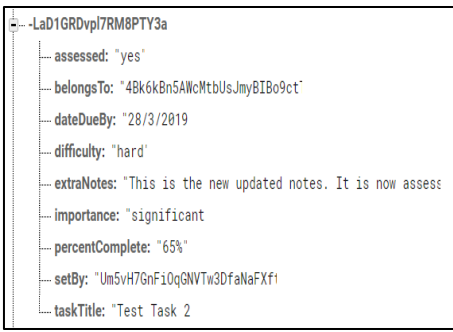 -LaD1GRDvpl7RM8PTY3a
assessed: "yes"
belongsTo: "4Bk6kBn5AWcMtbUsJmyBIBo9ct
dateDueBy: "28/3/2019
difficulty: "hard'
extraNotes: "This is the new updated notes. It is now assess
importance: "significant
percentComplete: "65%"
setBy: "Um5vH7GnFiOqGNVTw3DfaNaFXf
taskTitle: "Test Task 2